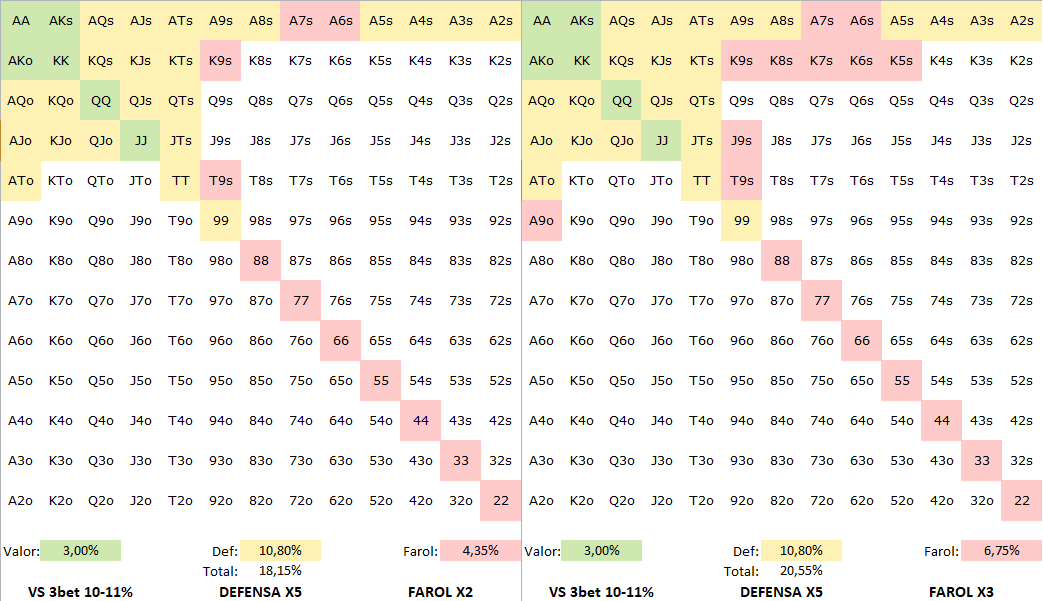 AA AKs AQs AJs ATs A9s A8s A7s A6s A5s A4s A3s A2s AA AKs AQs AJs ATs A9s A8s A7s A6s A5s A4s A3s A2s
AKo KK KQs KJs KTs K9s K8s K7s K6s K5s K4s K3s K2s AKo KK KQs KJs KTs K9s K8s K7s K6s K5s K4s K3s K2s
AQo KQo QQ QJs QTs Q9s Q8s Q7s Q6s Q5s Q4s Q3s Q2s AQo KQo QQ QJs QTs Q9s Q8s Q7s Q6s Q5s Q4s Q3s Q2s
AJo KJo QJo JJ JTs J9s J8s J7s J6s J5s J4s J3s J2s AJo KJo QJo JJ JTs J9s J8s J7s J6s J5s J4s J3s J2s
ATo KTo QTo JTo TT T9s T8s T7s T6s T5s T4s T3s T2s ATo KTo QTo JTo TT T9s T8s T7s T6s T5s T4s T3s T2s
A9o K9o Q9o J9o T9o 99 98s 97s 96s 95s 94s 93s 92s A9o K9o Q9o J9o T9o 99 98s 97s 96s 95s 94s 93s 92s
A8o K8o Q8o J8o T8o 98o 88 87s 86s 85s 84s 83s 82s A8o K8o Q8o J8o T8o 98o 88 87s 86s 85s 84s 83s 82s
A7o K7o Q7o J7o T7o 97o 87o 77 76s 75s 74s 73s 72s A7o K7o Q7o J7o T7o 97o 87o 77 76s 75s 74s 73s 72s
A6o K6o Q6o J6o T6o 96o 86o 76o 66 65s 64s 63s 62s A6o K6o Q6o J6o T6o 96o 86o 76o 66 65s 64s 63s 62s
A5o K5o Q5o J5o T5o 95o 85o 75o 65o 55 54s 53s 52s A5o K5o Q5o J5o T5o 95o 85o 75o 65o 55 54s 53s 52s
A4o K4o Q4o J4o T4o 94o 84o 74o 64o 54o 44 43s 42s A4o K4o Q4o J4o T4o 94o 84o 74o 64o 54o 44 43s 42s
A3o K3o Q3o J3o T3o 93o 83o 73o 63o 53o 43o 33 32s A3o K3o Q3o J3o T3o 93o 83o 73o 63o 53o 43o 33 32s
A2o K2o Q2o J2o T2o 92o 82o 72o 62o 52o 42o 32o 22 A2o K2o Q2o J2o T2o 92o 82o 72o 62o 52o 42o 32o 22
Valor: 3,00% Def: 10,80% Farol: 4,35% Valor: 3,00% Def: 10,80% Farol: 6,75%
Total: 18,15% Total: 20,55%
VS 3bet 10-11% DEFENSA X5 FAROL X2 VS 3bet 10-11% DEFENSA X5 FAROL X3